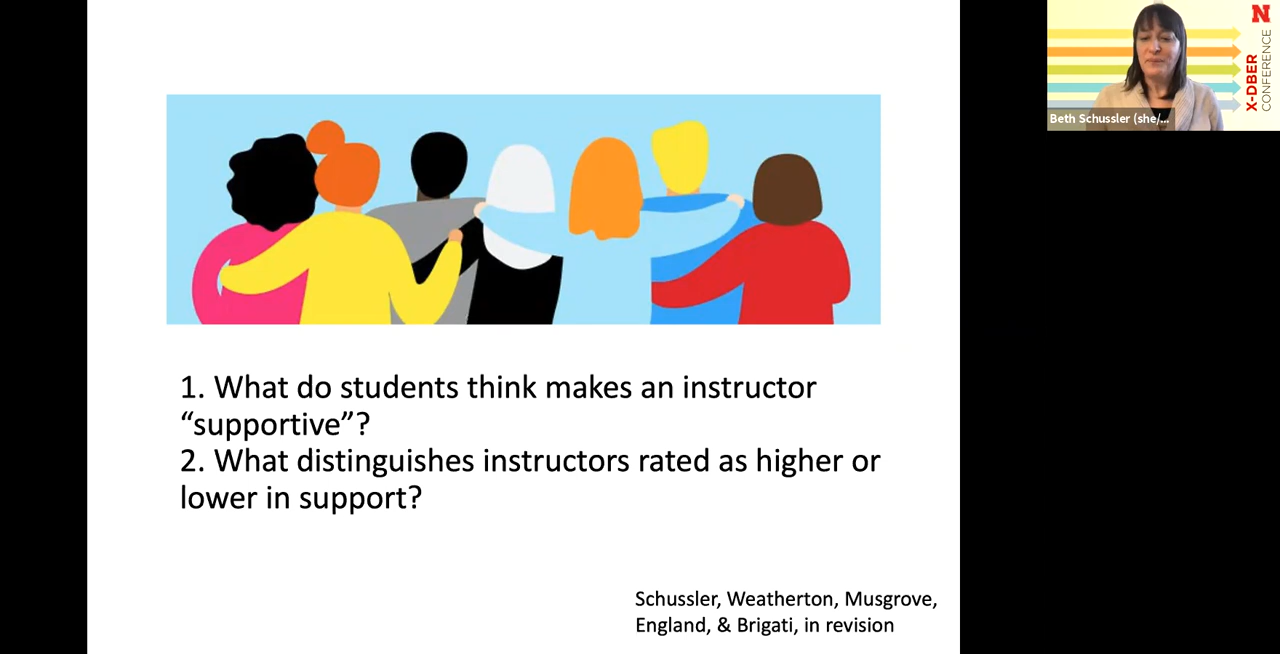 1. What do students think makes an instructor
“supportive”?
2. What distinguishes instructors rated as higher or
lower in support?
Schussler, Weatherton, Musgrove,
England, & Brigati, in revision
N
X-DBER
CONFERENCE
Beth Schussler (she/...